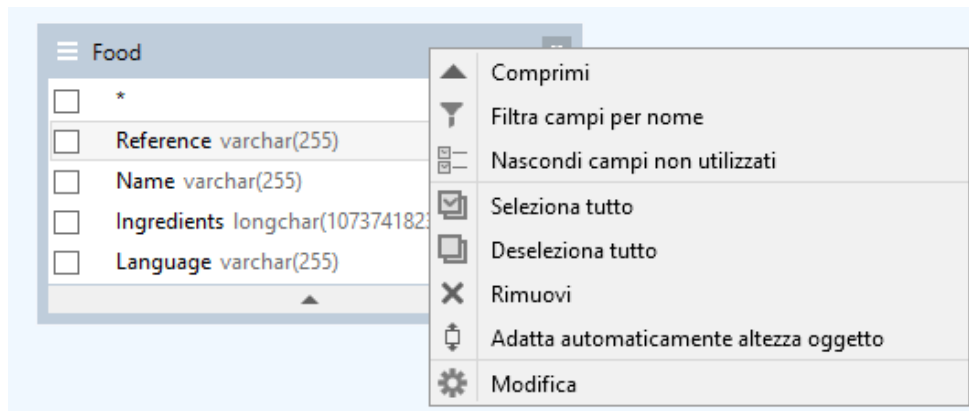 Food
*
Reference varchar(255)
Name varchar(255)
Ingredients longchar(1073741823
Language varchar(255)
Comprimi
Filtra campi per nome
Nascondi campi non utilizzati
Seleziona tutto
Deseleziona tutto
Rimuovi
Adatta automaticamente altezza oggetto
Modifica